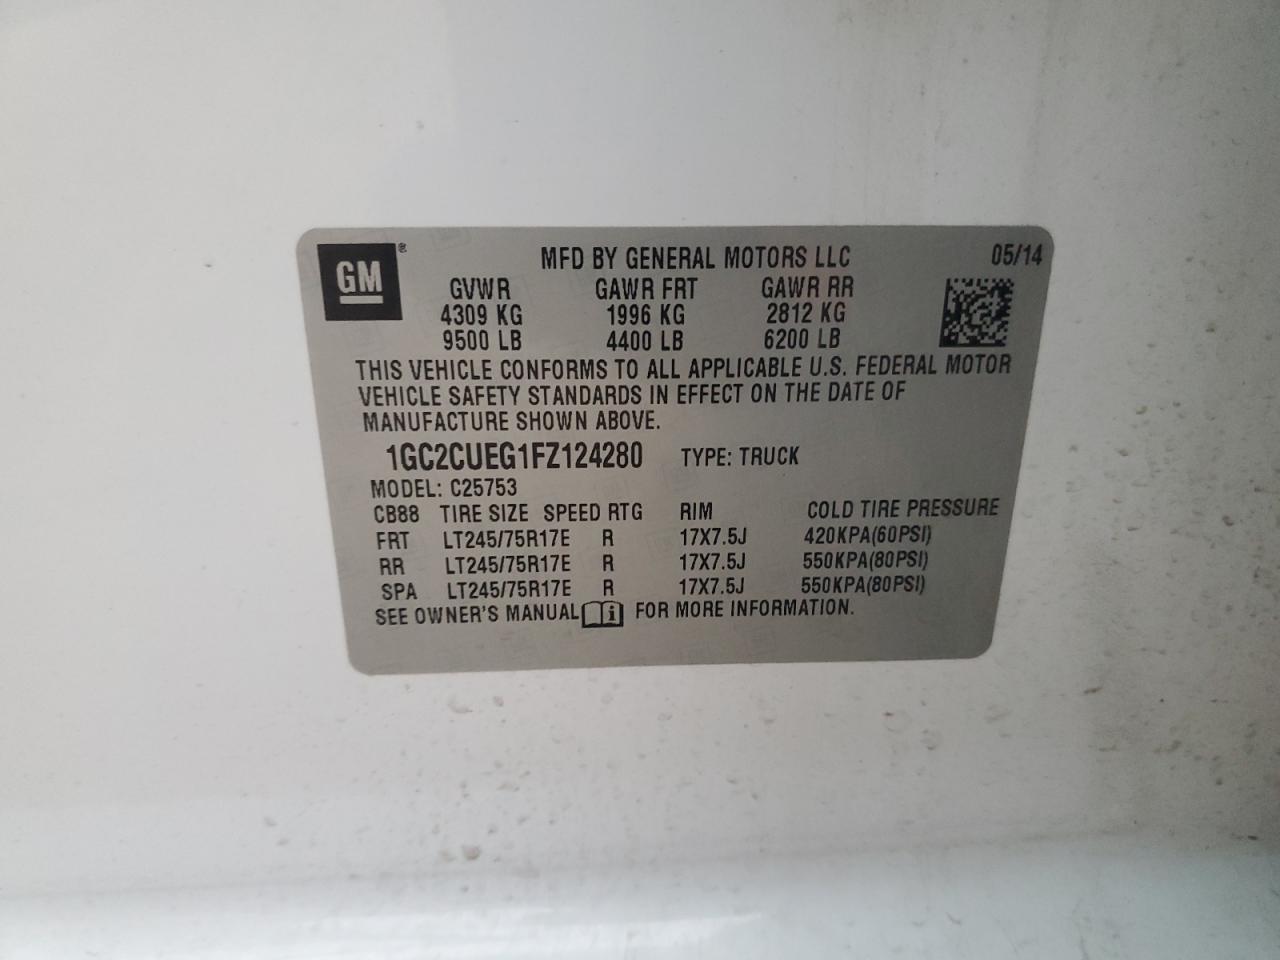 GM® MFD BY GENERAL MOTORS LLC 05/14
GVWR GAWR FRT GAWR RR
4309 KG 1996 KG 2812 KG
9500 LB 4400 LB 6200 LB
THIS VEHICLE CONFORMS TO ALL APPLICABLE U.S. FEDERAL MOTOR
VEHICLE SAFETY STANDARDS IN EFFECT ON THE DATE OF
MANUFACTURE SHOWN ABOVE.
1GC2CUEG1FZ124280 TYPE: TRUCK
MODEL: C25753
CB88 TIRE SIZE SPEED RTG RIM COLD TIRE PRESSURE
FRT LT245/75R17E R 17X7.5J 420KPA(60PSI)
RR LT245/75R17E R 17X7.5J 550KPA(80PSI)
SPA LT245/75R17E R 17X7.5J 550KPA(80PSI)
SEE OWNER'S MANUAL i FOR MORE INFORMATION.